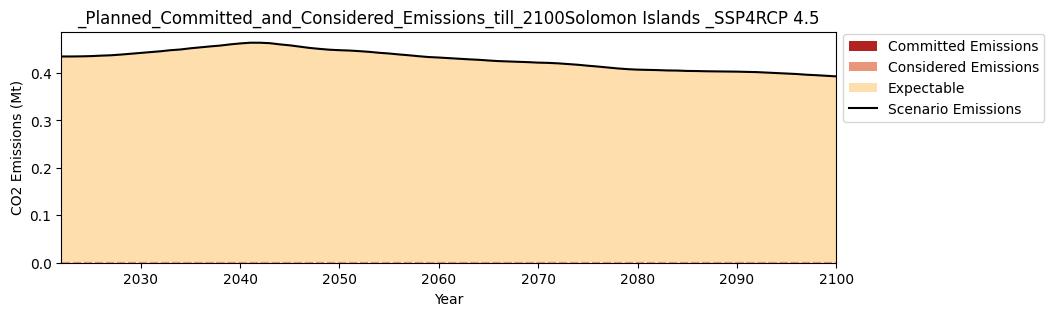 _Planned_Committed_and_Considered_Emissions_till_2100Solomon Islands _SSP4RCP 4.5
Committed Emissions
Considered Emissions
Expectable
Scenario Emissions
CO2 Emissions (Mt)
0.4
0.3
0.2
0.1
0.0
2030 2040 2050 2060 2070 2080 2090 2100
Year